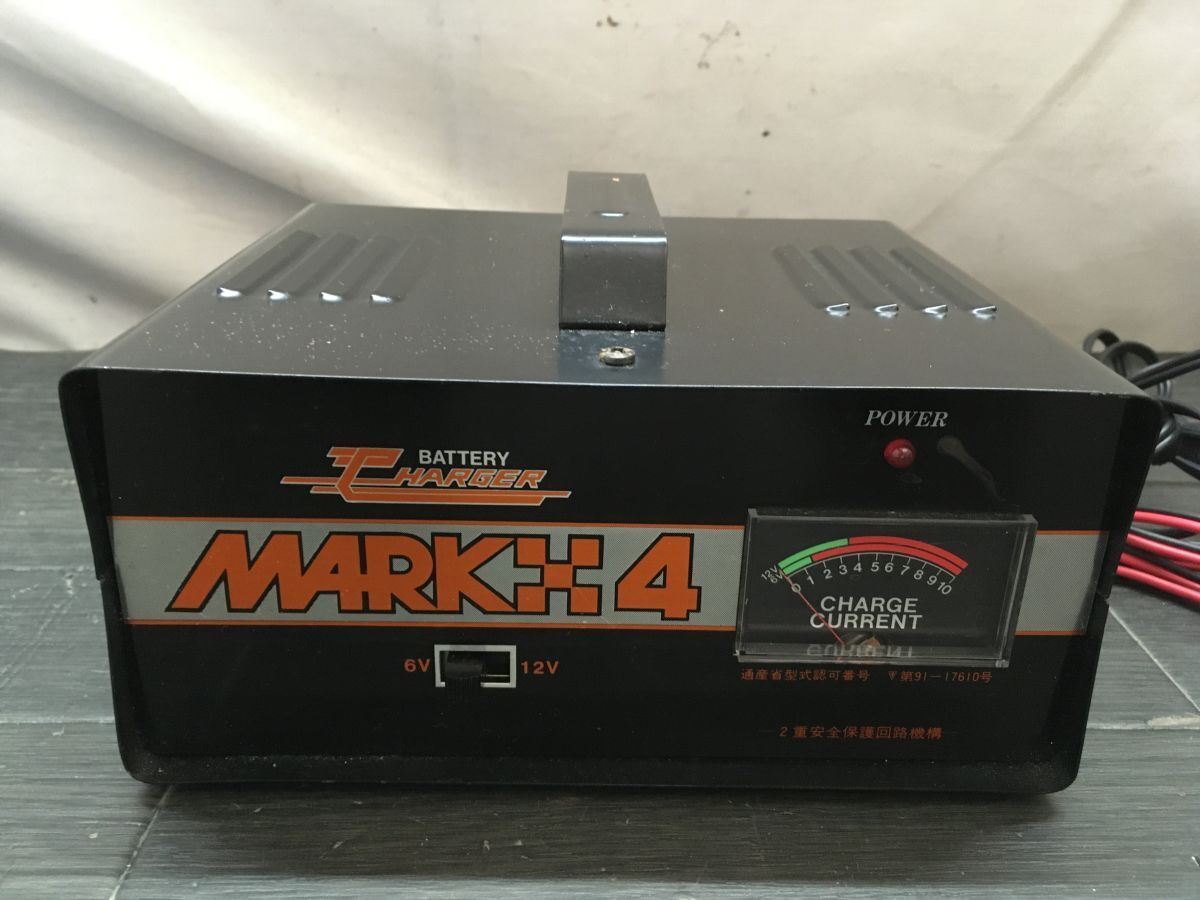 POWER
BATTERY
CHARGER
MARKX 4
12V
6V
0 1 2 3 4 5 6 7 8 9 10
CHARGE
CURRENT
6V 12V
通産省型式認可番号 〒第91-17610号
2重安全保護回路機構